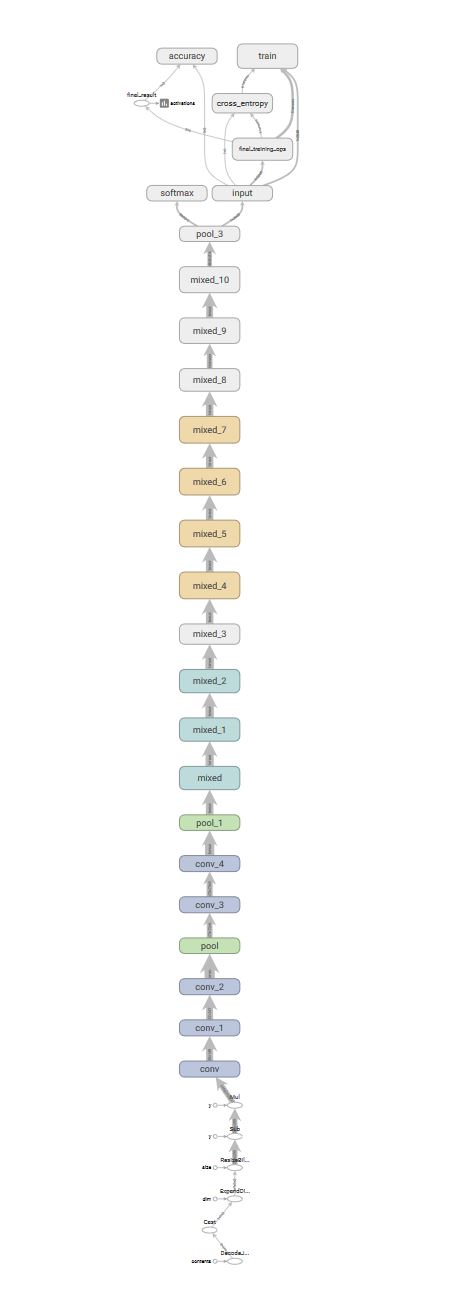 accuracy
train
final_result
activations
cross_entropy
final_training_ops
softmax
input
pool_3
mixed_10
mixed_9
mixed_8
mixed_7
mixed_6
mixed_5
mixed_4
mixed_3
mixed_2
mixed_1
mixed
pool_1
conv_4
conv_3
pool
conv_2
conv_1
conv
Mul
y
Sub
y
ResizeBil...
size
ExpandDi...
dim
Cast
DecodeJ...
contents